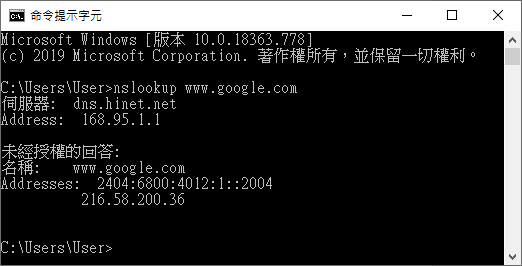 命令提示字元
Microsoft Windows [版本 10.0.18363.778]
(c) 2019 Microsoft Corporation. 著作權所有，並保留一切權利。
C:\Users\User>nslookup www.google.com
伺服器:  dns.hinet.net
Address:  168.95.1.1
未經授權的回答:
名稱:    www.google.com
Addresses:  2404:6800:4012:1::2004
          216.58.200.36
C:\Users\User>